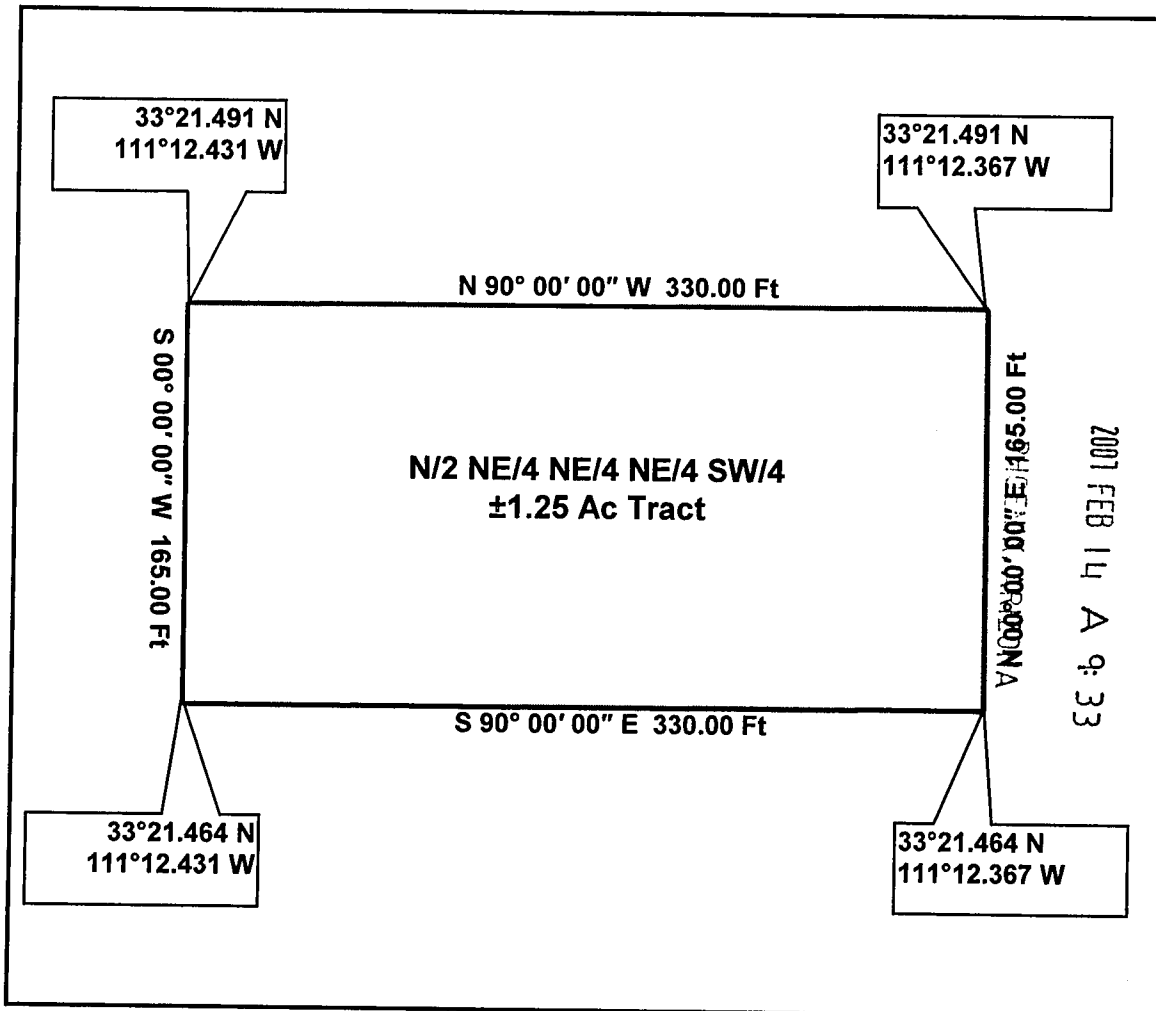 33°21.491 N
111°12.431 W
33°21.491 N
111°12.367 W
N 90° 00' 00" W 330.00 Ft
S 00° 00' 00" W 165.00 Ft
N/2 NE/4 NE/4 NE/4 SW/4
±1.25 Ac Tract
N 00° 00' 00" E 165.00 Ft
2007 FEB 14 A 9:33
S 90° 00' 00" E 330.00 Ft
33°21.464 N
111°12.431 W
33°21.464 N
111°12.367 W